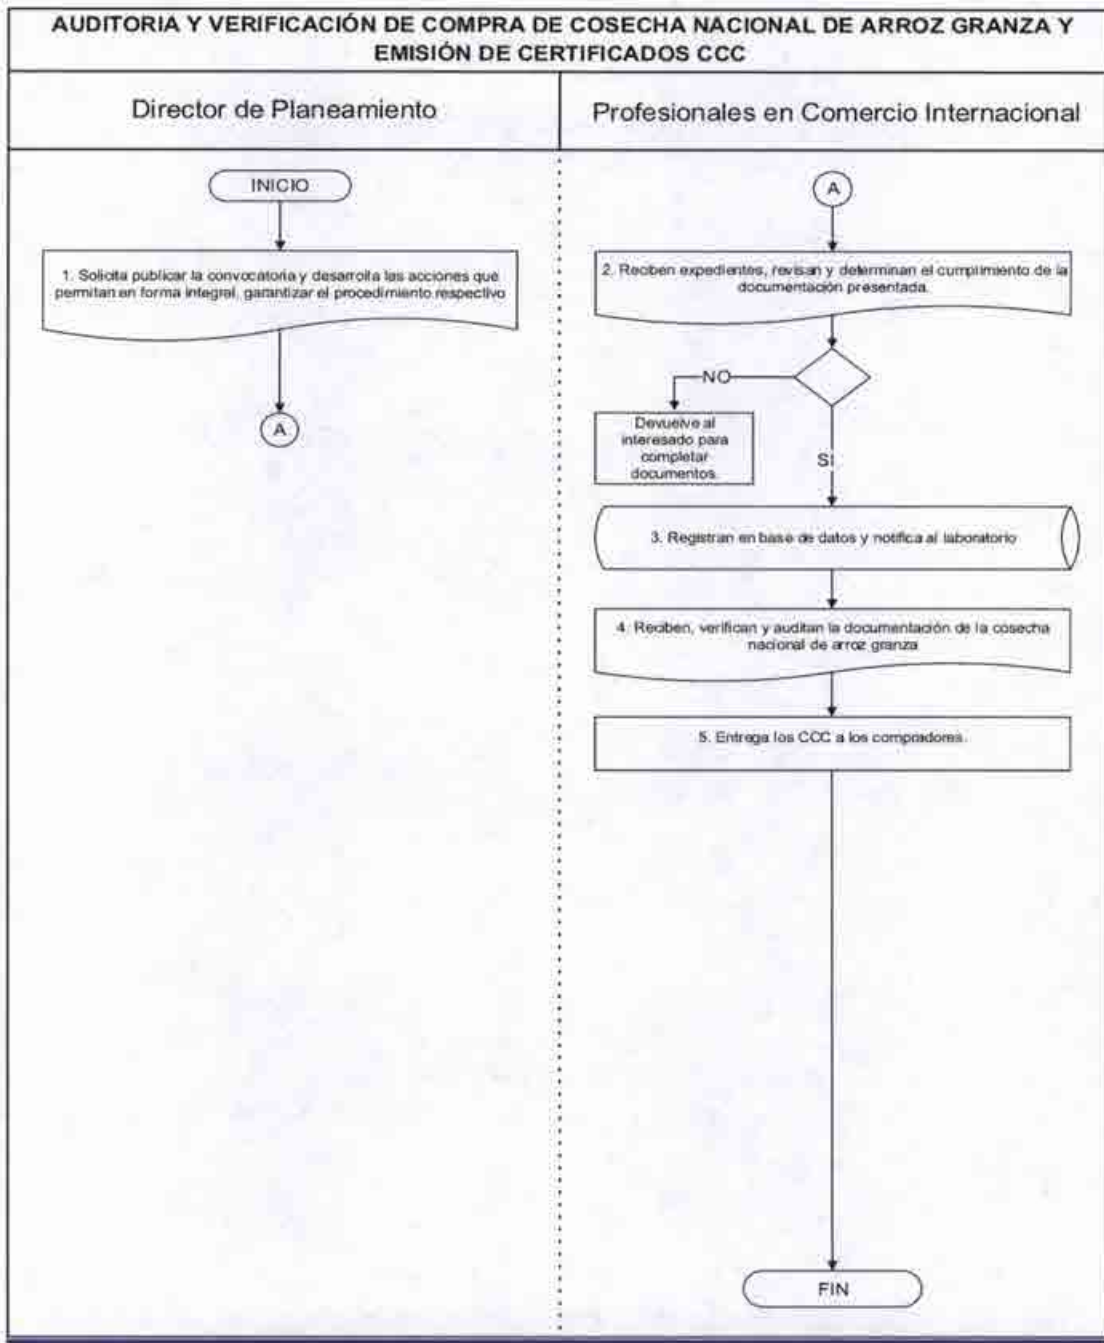 AUDITORIA Y VERIFICACIÓN DE COMPRA DE COSECHA NACIONAL DE ARROZ GRANZA Y
EMISIÓN DE CERTIFICADOS CCC
Director de Planeamiento
Profesionales en Comercio Internacional
INICIO
1. Solicita publicar la convocatoria y desarrolla las acciones que
permitan en forma integral, garantizar el procedimiento respectivo
A
A
2. Reciben expedientes, revisan y determinan el cumplimiento de la
documentación presentada.
NO
Devuelve al
interesado para
completar
documentos.
SI
3. Registran en base de datos y notifica al laboratorio
4. Reciben, verifican y auditan la documentación de la cosecha
nacional de arroz granza
5. Entrega los CCC a los compradores.
FIN